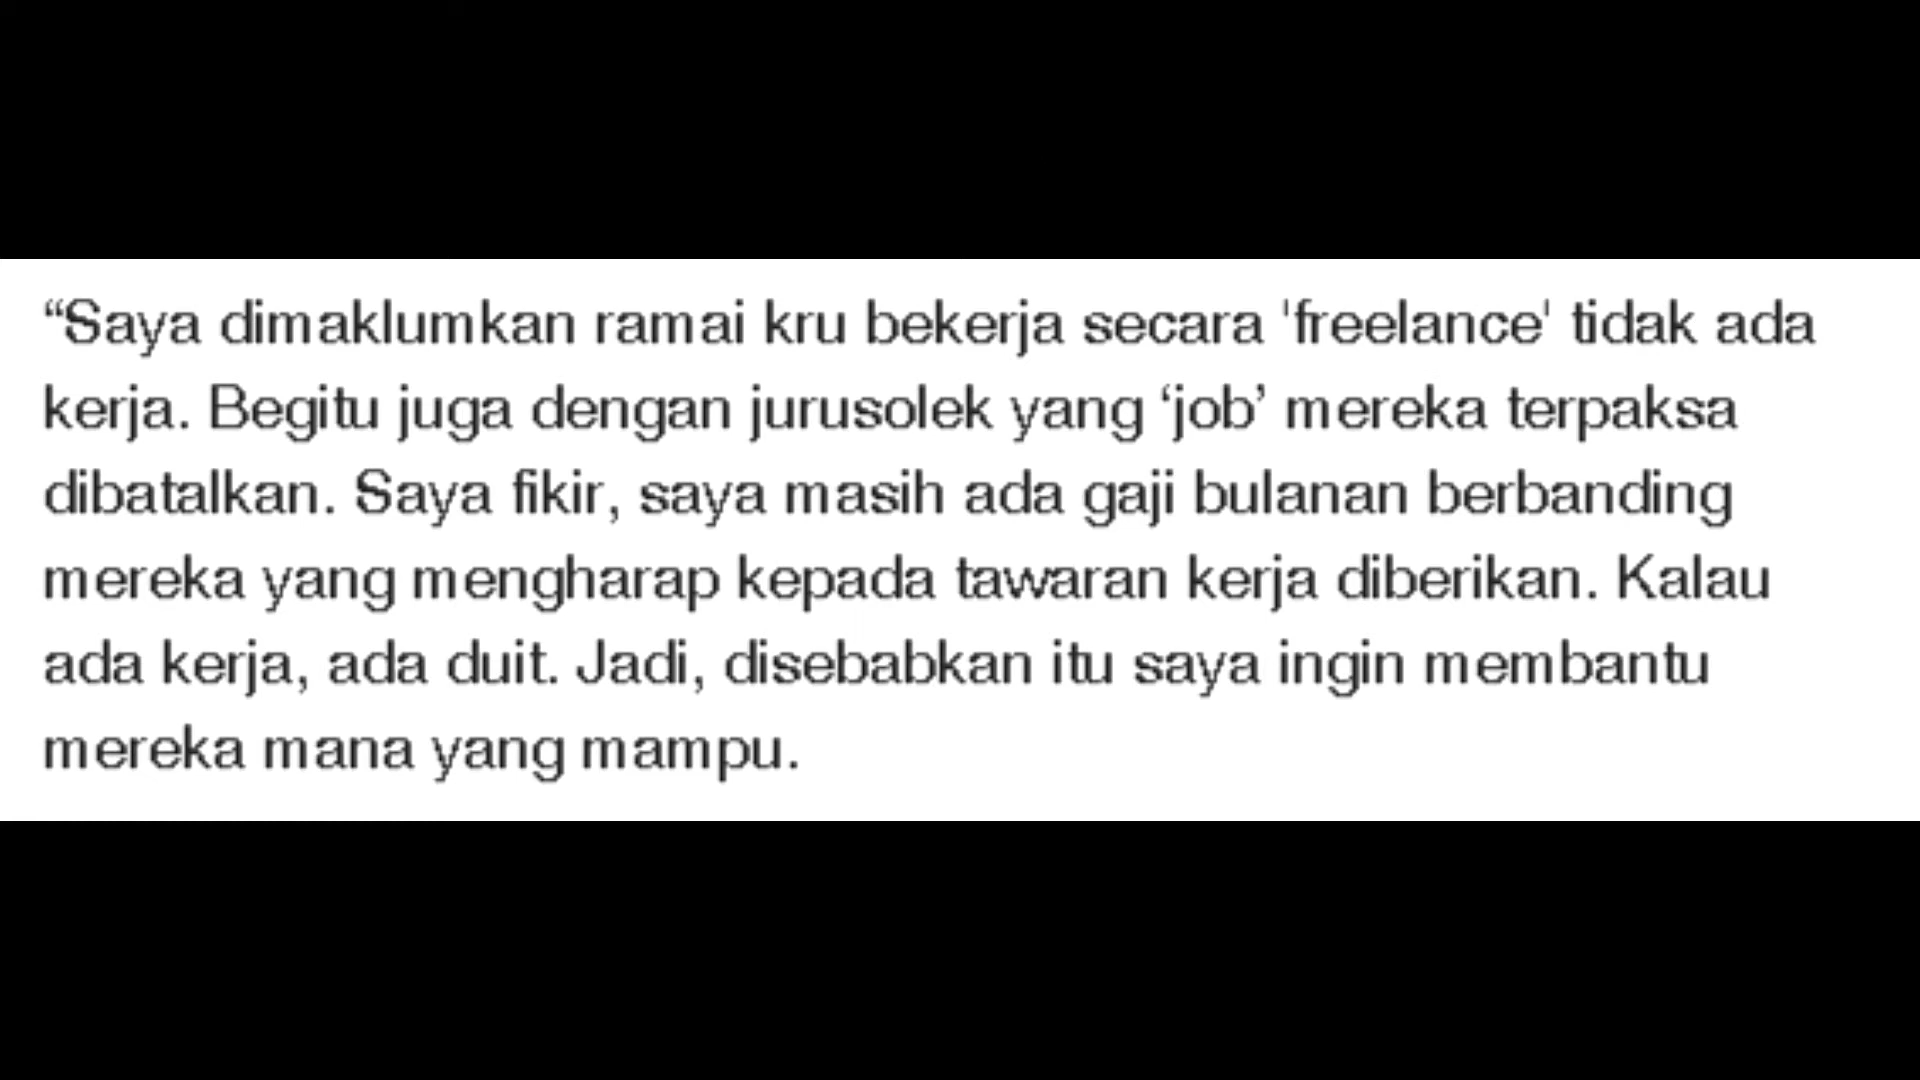 “Saya dimaklumkan ramai kru bekerja secara 'freelance' tidak ada
kerja. Begitu juga dengan jurusolek yang ‘job’ mereka terpaksa
dibatalkan. Saya fikir, saya masih ada gaji bulanan berbanding
mereka yang mengharap kepada tawaran kerja diberikan. Kalau
ada kerja, ada duit. Jadi, disebabkan itu saya ingin membantu
mereka mana yang mampu.